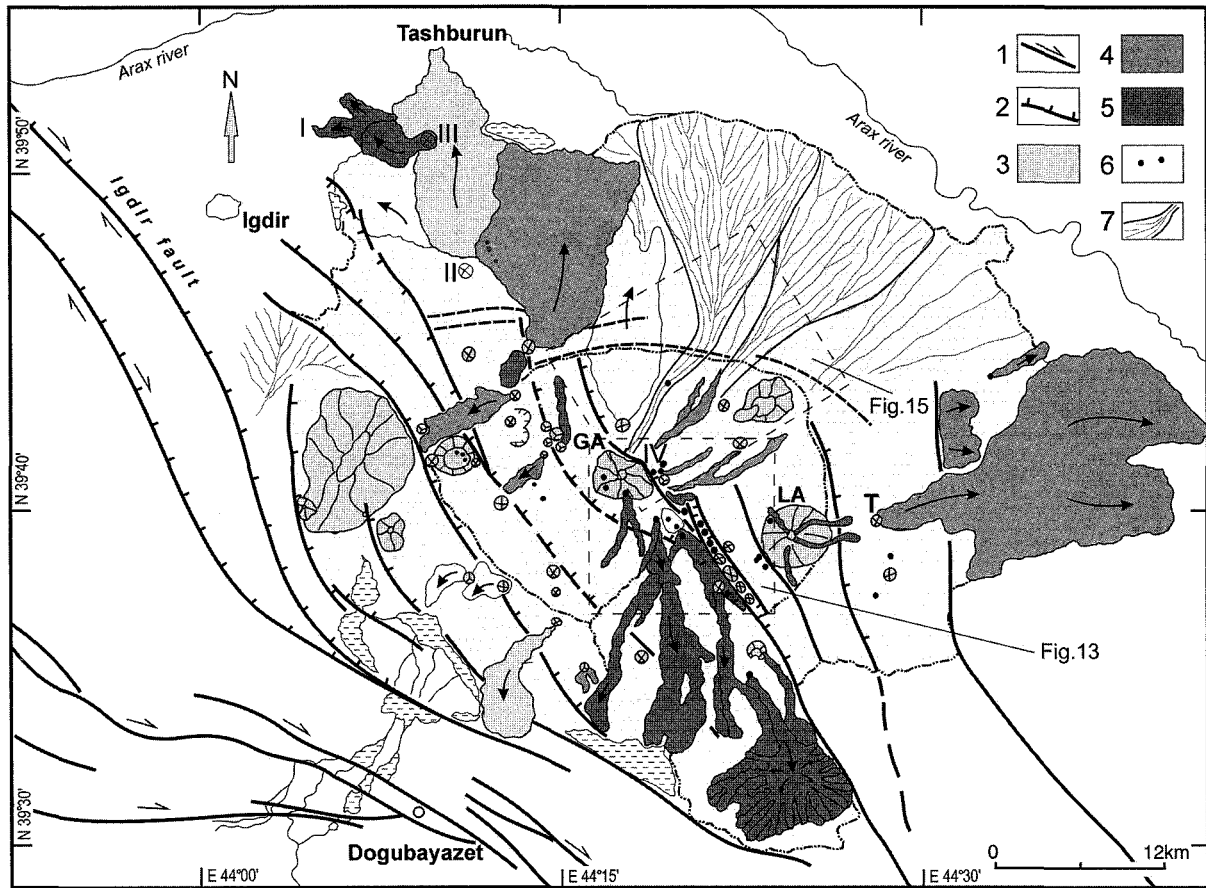 Tashburun
Arax river
N
1
4
2
5
3
6
7
Arax river
N 39°50'
I
III
Igdir fault
Igdir
II
Fig.15
GA
IV
N 39°40'
LA
T
Fig.13
N 39°30'
Dogubayazet
0
12km
E 44°00'
E 44°15'
E 44°30'